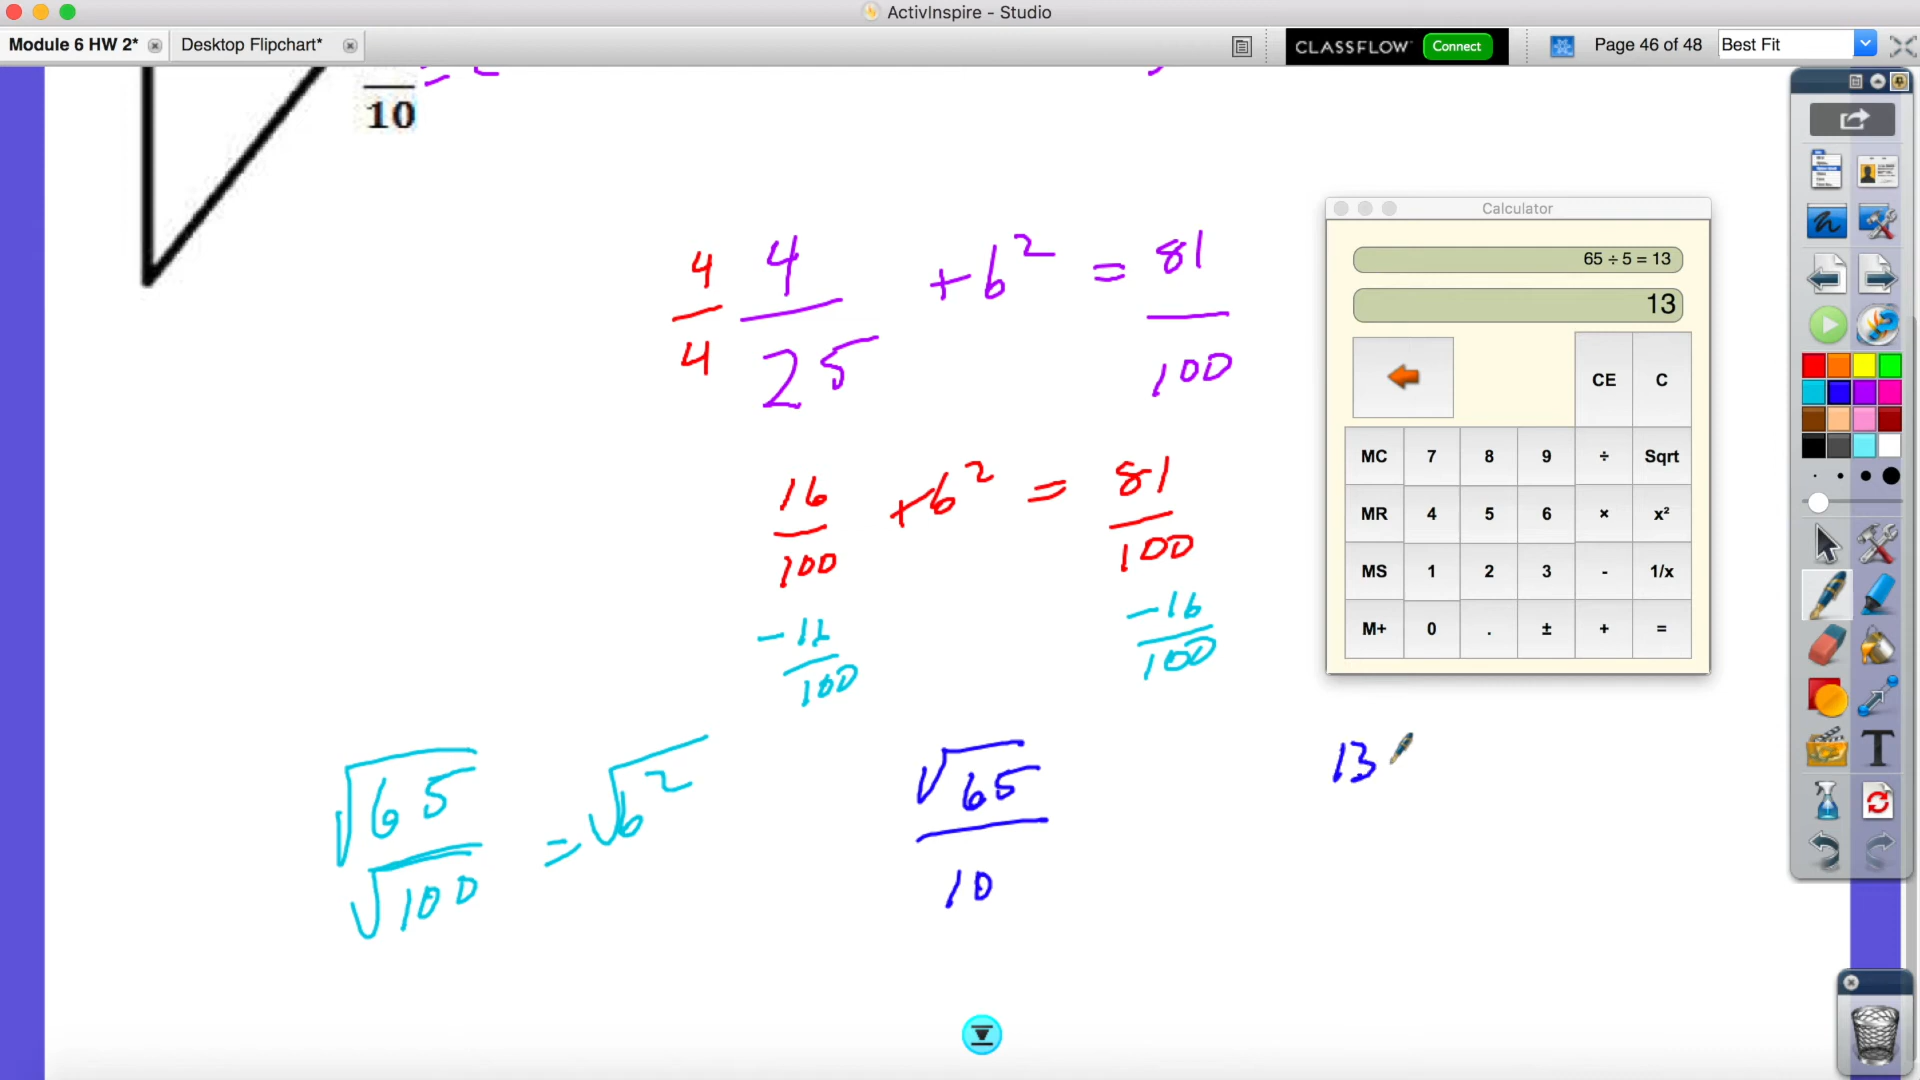 ActivInspire - Studio
Module 6 HW 2*
Desktop Flipchart*
CLASSFLOW Connect
Page 46 of 48
Best Fit
10
4/4 4/25 + b² = 81/100
16/100 + b² = 81/100
-16/100
√65/√100 = √b²
√65/10
13
Calculator
65 ÷ 5 = 13
13
CE C
MC 7 8 9 ÷ Sqrt
MR 4 5 6 × x²
MS 1 2 3 - 1/x
M+ 0 . ± + =
T